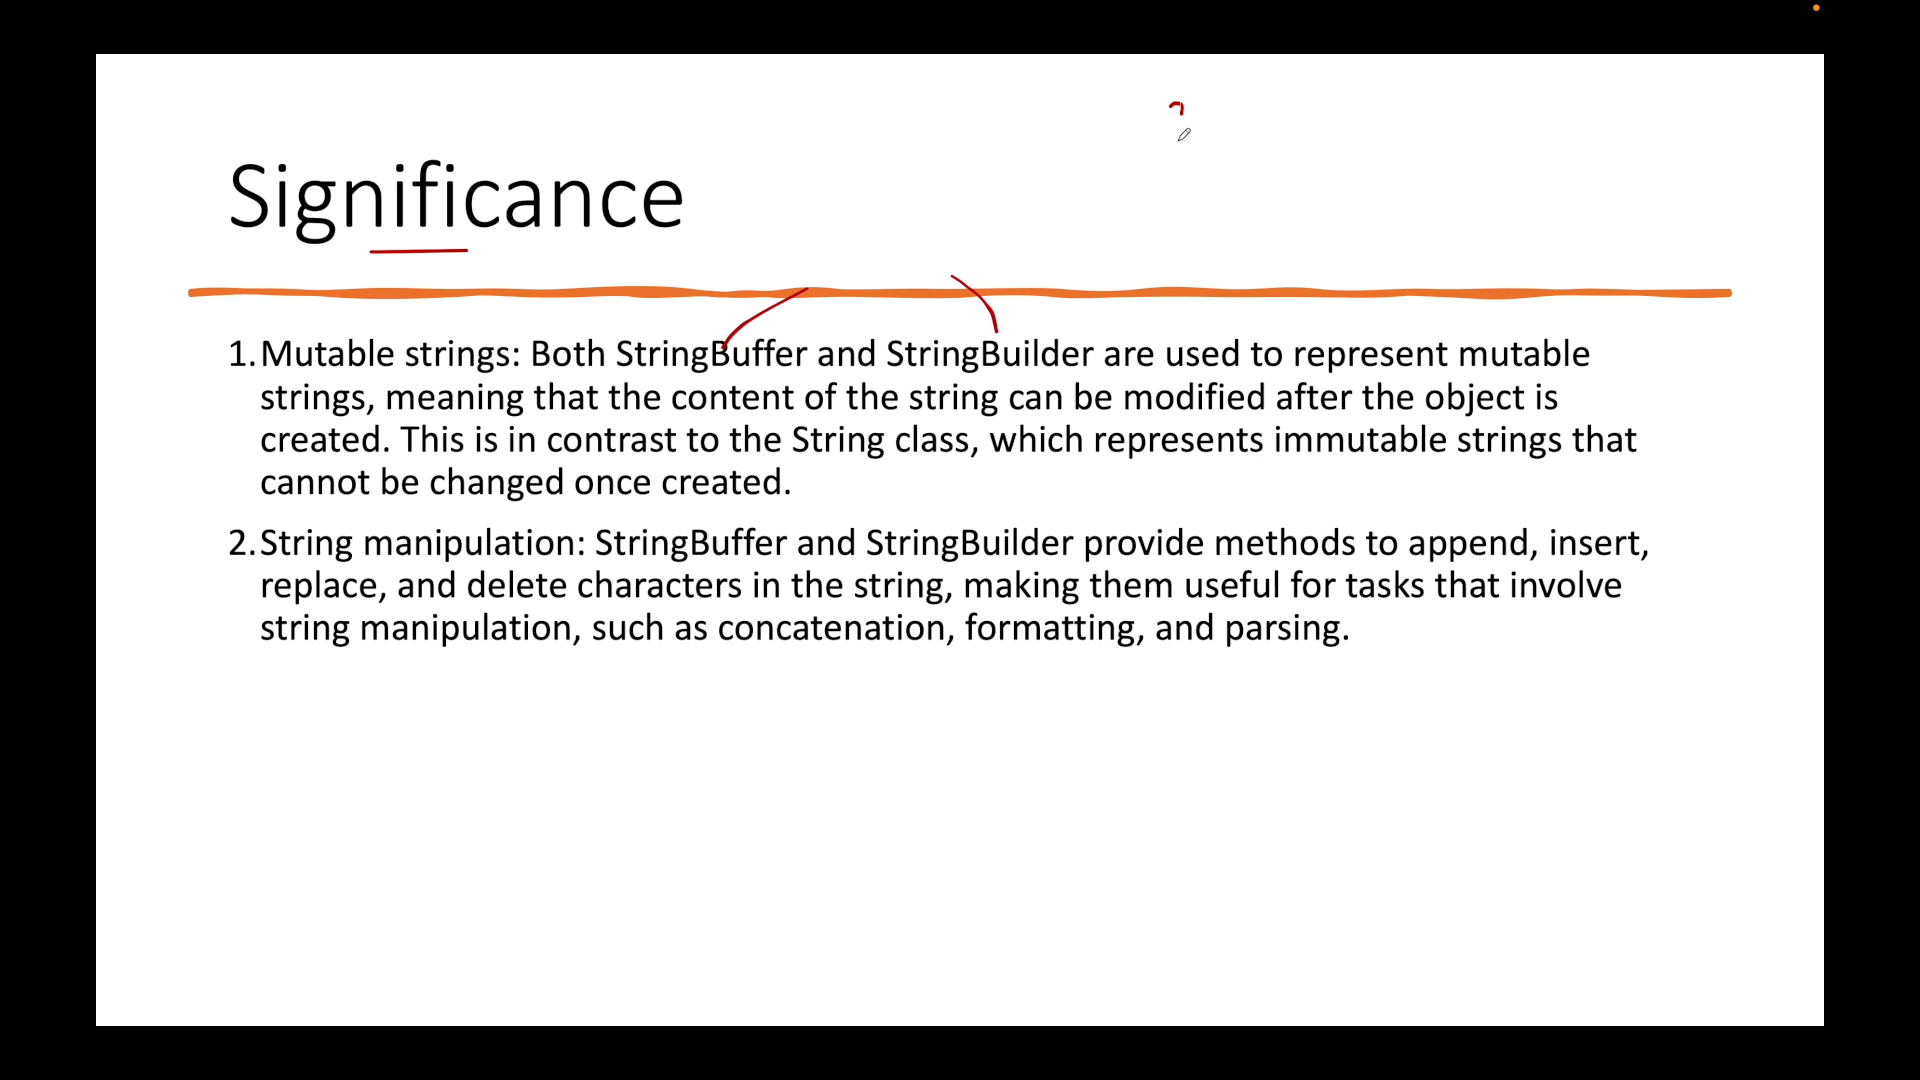 Significance
1. Mutable strings: Both StringBuffer and StringBuilder are used to represent mutable
strings, meaning that the content of the string can be modified after the object is
created. This is in contrast to the String class, which represents immutable strings that
cannot be changed once created.
2. String manipulation: StringBuffer and StringBuilder provide methods to append, insert,
replace, and delete characters in the string, making them useful for tasks that involve
string manipulation, such as concatenation, formatting, and parsing.